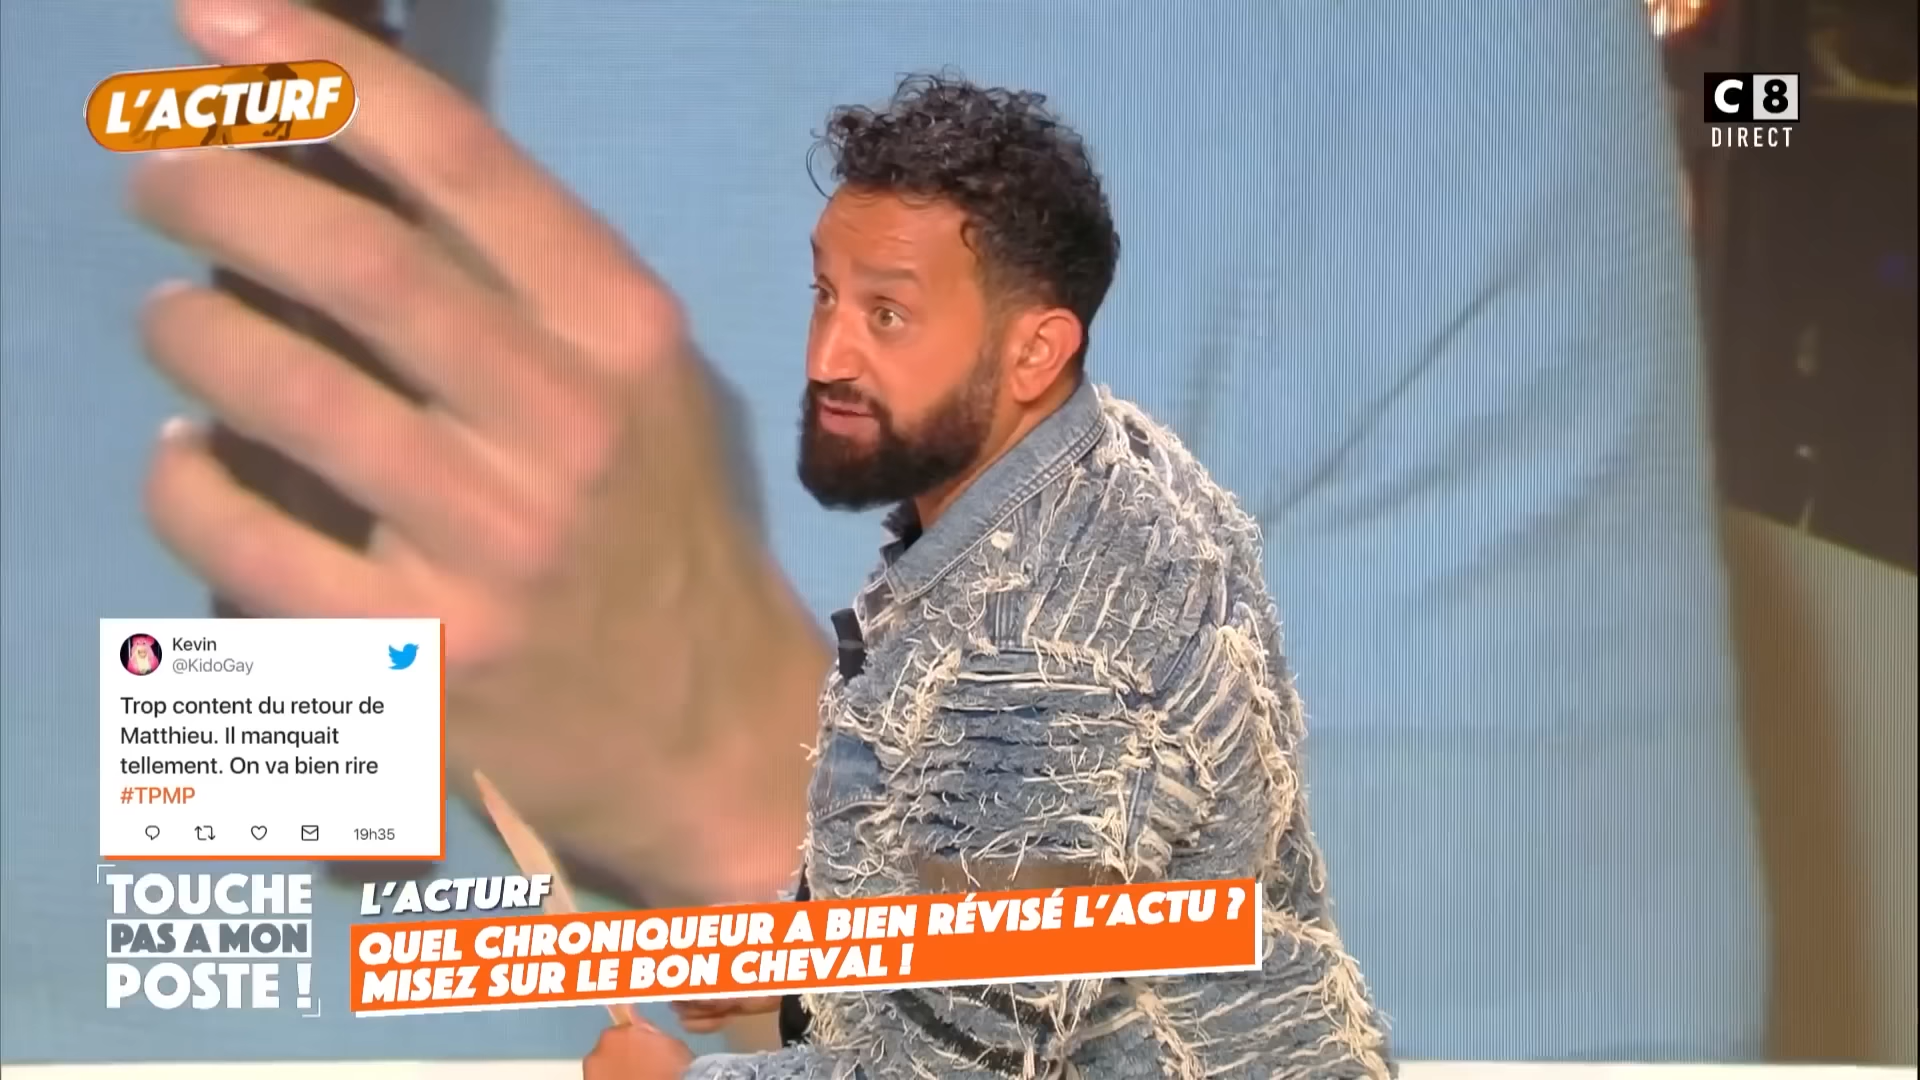 L'ACTURF
C8
DIRECT
Kevin
@KidoGay
Trop content du retour de
Matthieu. Il manquait
tellement. On va bien rire
#TPMP
19h35
TOUCHE
PAS A MON
POSTE !
L'ACTURF
QUEL CHRONIQUEUR A BIEN RÉVISÉ L'ACTU ?
MISEZ SUR LE BON CHEVAL !